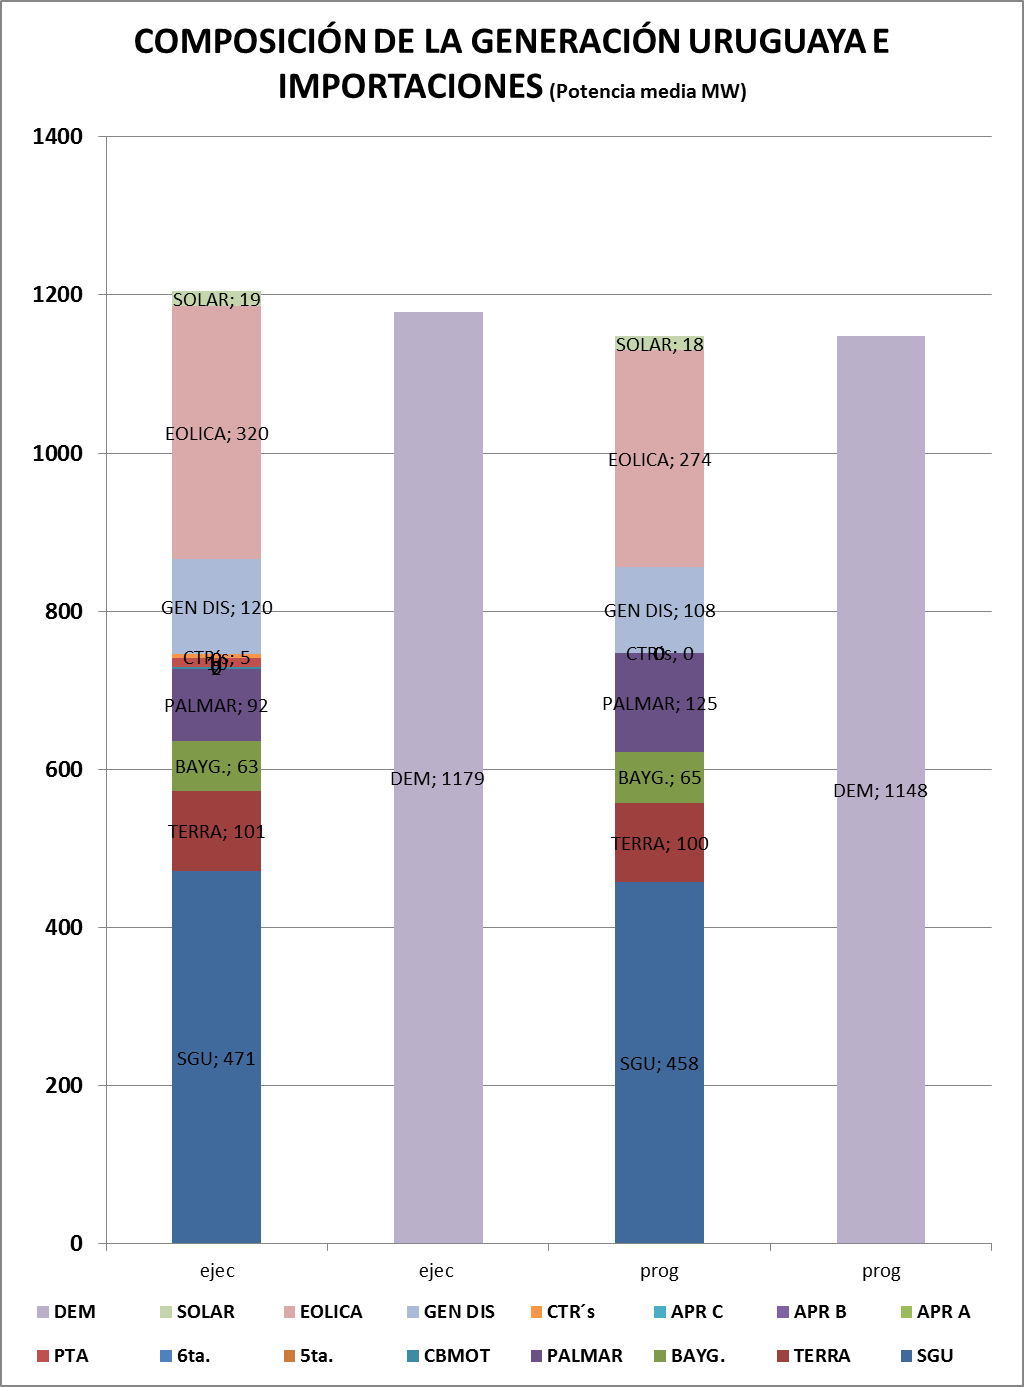 COMPOSICIÓN DE LA GENERACIÓN URUGUAYA E
IMPORTACIONES (Potencia media MW)
1400
1200
1000
800
600
400
200
0
SOLAR; 19
EOLICA; 320
GEN DIS; 120
CTR´s; 5
PALMAR; 92
BAYG.; 63
TERRA; 101
SGU; 471
DEM; 1179
SOLAR; 18
EOLICA; 274
GEN DIS; 108
CTR´s; 0
PALMAR; 125
BAYG.; 65
TERRA; 100
SGU; 458
DEM; 1148
ejec ejec prog prog
DEM SOLAR EOLICA GEN DIS CTR´s APR C APR B APR A
PTA 6ta. 5ta. CBMOT PALMAR BAYG. TERRA SGU